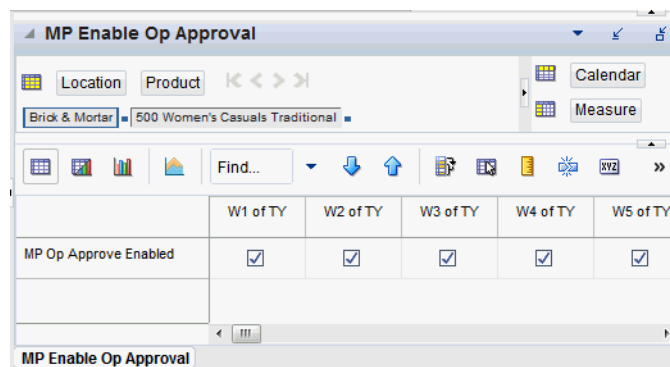 MP Enable Op Approval
Location Product Calendar
Brick & Mortar 500 Women's Casuals Traditional Measure
Find... XYZ »
W1 of TY W2 of TY W3 of TY W4 of TY W5 of TY
MP Op Approve Enabled
MP Enable Op Approval